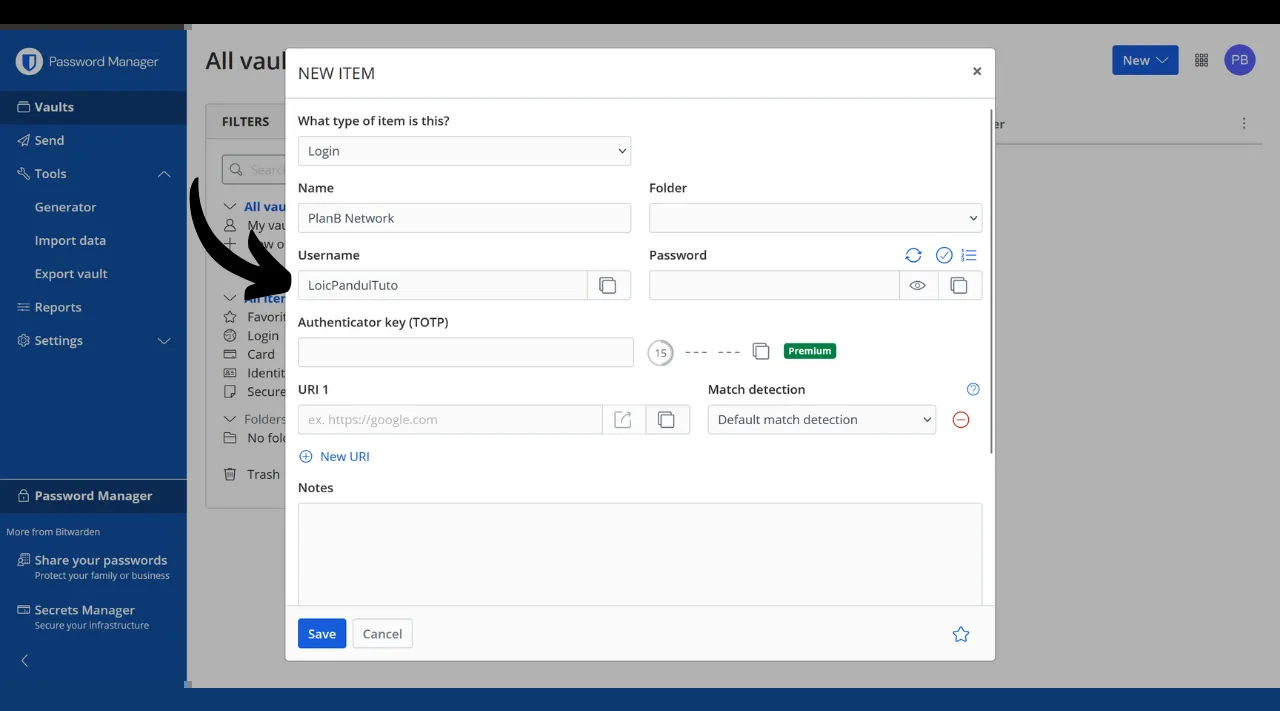 Password Manager
Vaults
Send
Tools
Generator
Import data
Export vault
Reports
Settings
Password Manager
More from Bitwarden
Share your passwords
Protect your family or business
Secrets Manager
Secure your infrastructure
All vaul
New
PB
FILTERS
Search
All vau
My vau
All iter
Favorit
Login
Card
Identit
Secure
Folders
No fold
Trash
er
NEW ITEM
What type of item is this?
Login
Name
Folder
PlanB Network
Username
Password
LoicPandulTuto
Authenticator key (TOTP)
15 --- --- Premium
URI 1
Match detection
ex. https://google.com
Default match detection
New URI
Notes
Save
Cancel